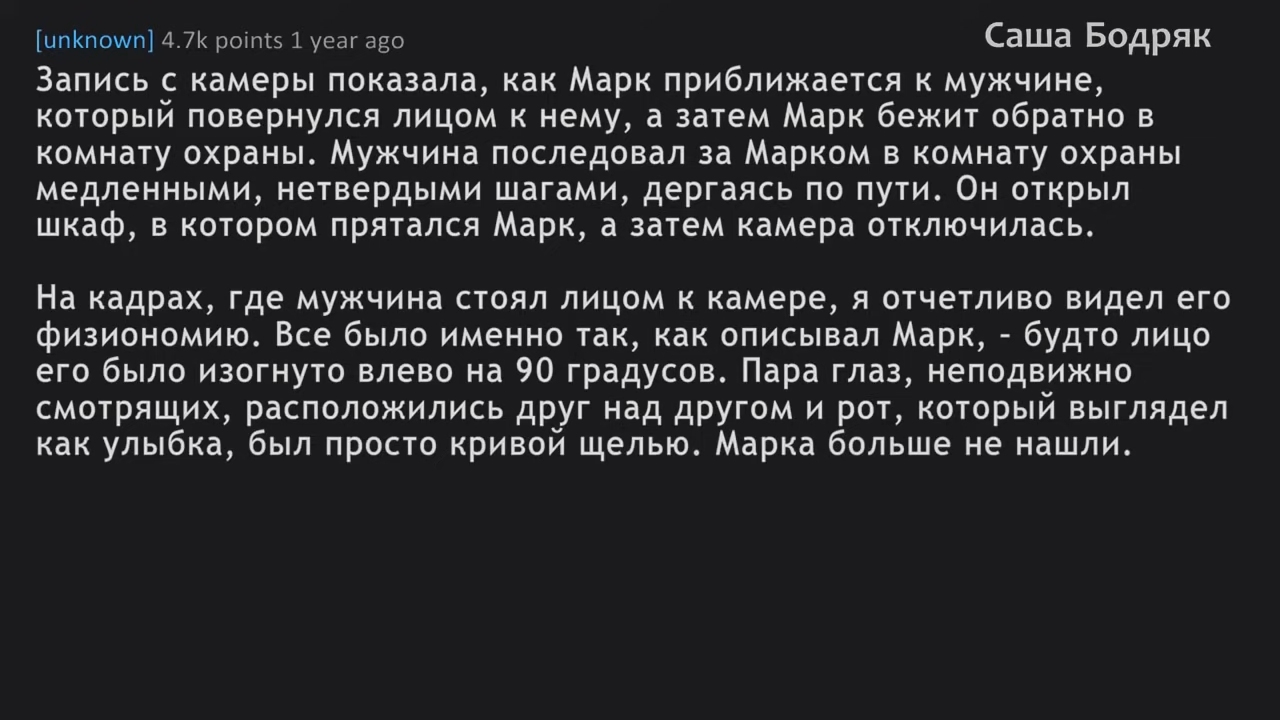 [unknown] 4.7k points 1 year ago
Саша Бодряк
Запись с камеры показала, как Марк приближается к мужчине,
который повернулся лицом к нему, а затем Марк бежит обратно в
комнату охраны. Мужчина последовал за Марком в комнату охраны
медленными, нетвердыми шагами, дергаясь по пути. Он открыл
шкаф, в котором прятался Марк, а затем камера отключилась.
На кадрах, где мужчина стоял лицом к камере, я отчетливо видел его
физиономию. Все было именно так, как описывал Марк, – будто лицо
его было изогнуто влево на 90 градусов. Пара глаз, неподвижно
смотрящих, расположились друг над другом и рот, который выглядел
как улыбка, был просто кривой щелью. Марка больше не нашли.